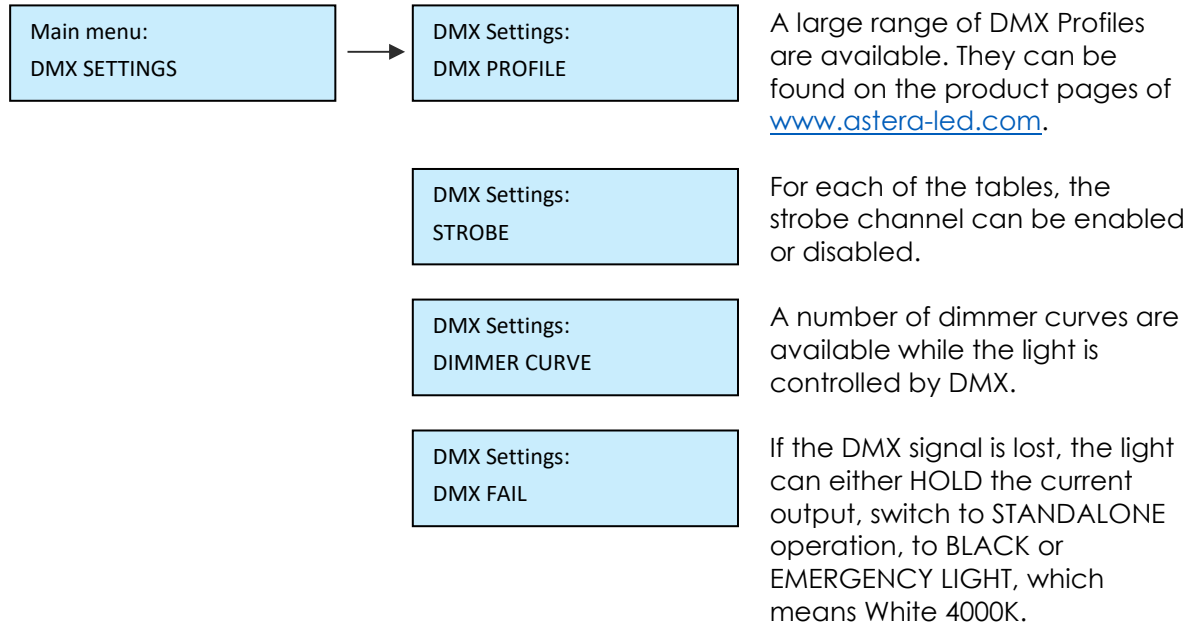 Main menu:
DMX SETTINGS
DMX Settings:
DMX PROFILE
A large range of DMX Profiles
are available. They can be
found on the product pages of
www.astera-led.com.
DMX Settings:
STROBE
For each of the tables, the
strobe channel can be enabled
or disabled.
DMX Settings:
DIMMER CURVE
A number of dimmer curves are
available while the light is
controlled by DMX.
DMX Settings:
DMX FAIL
If the DMX signal is lost, the light
can either HOLD the current
output, switch to STANDALONE
operation, to BLACK or
EMERGENCY LIGHT, which
means White 4000K.